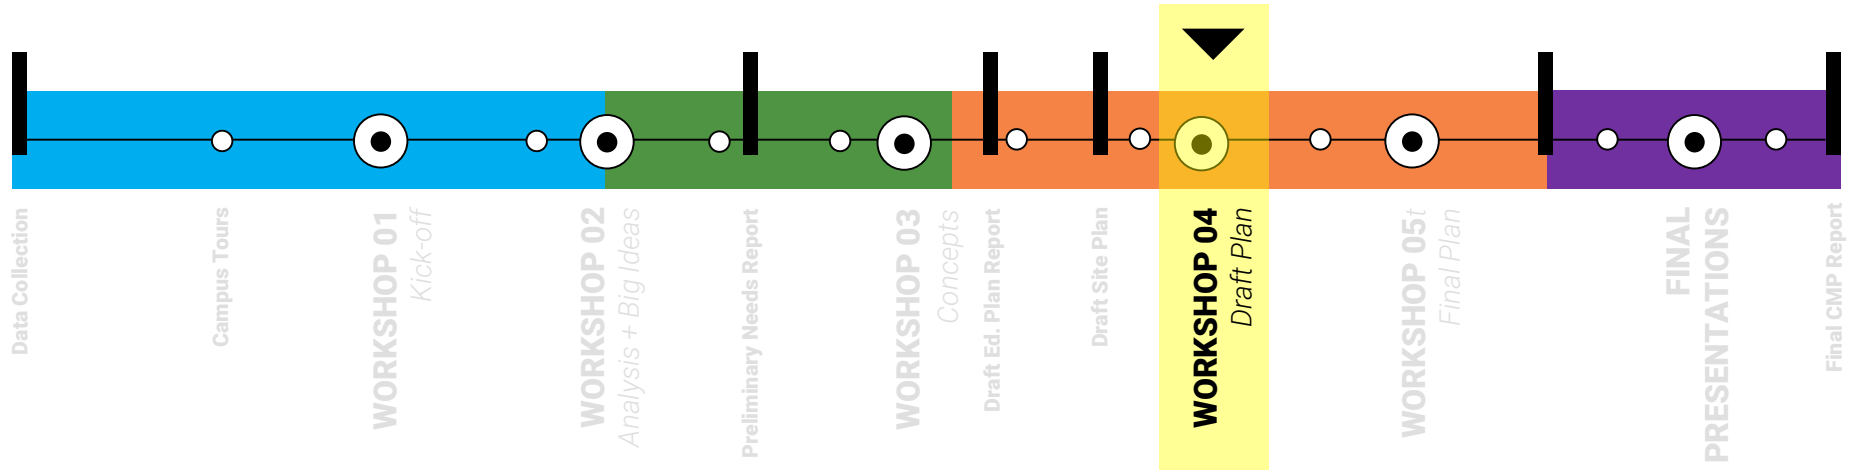 Data Collection
Campus Tours
WORKSHOP 01
Kick-off
WORKSHOP 02
Analysis + Big Ideas
Preliminary Needs Report
WORKSHOP 03
Concepts
Draft Ed. Plan Report
Draft Site Plan
WORKSHOP 04
Draft Plan
WORKSHOP 05t
Final Plan
FINAL
PRESENTATIONS
Final CMP Report